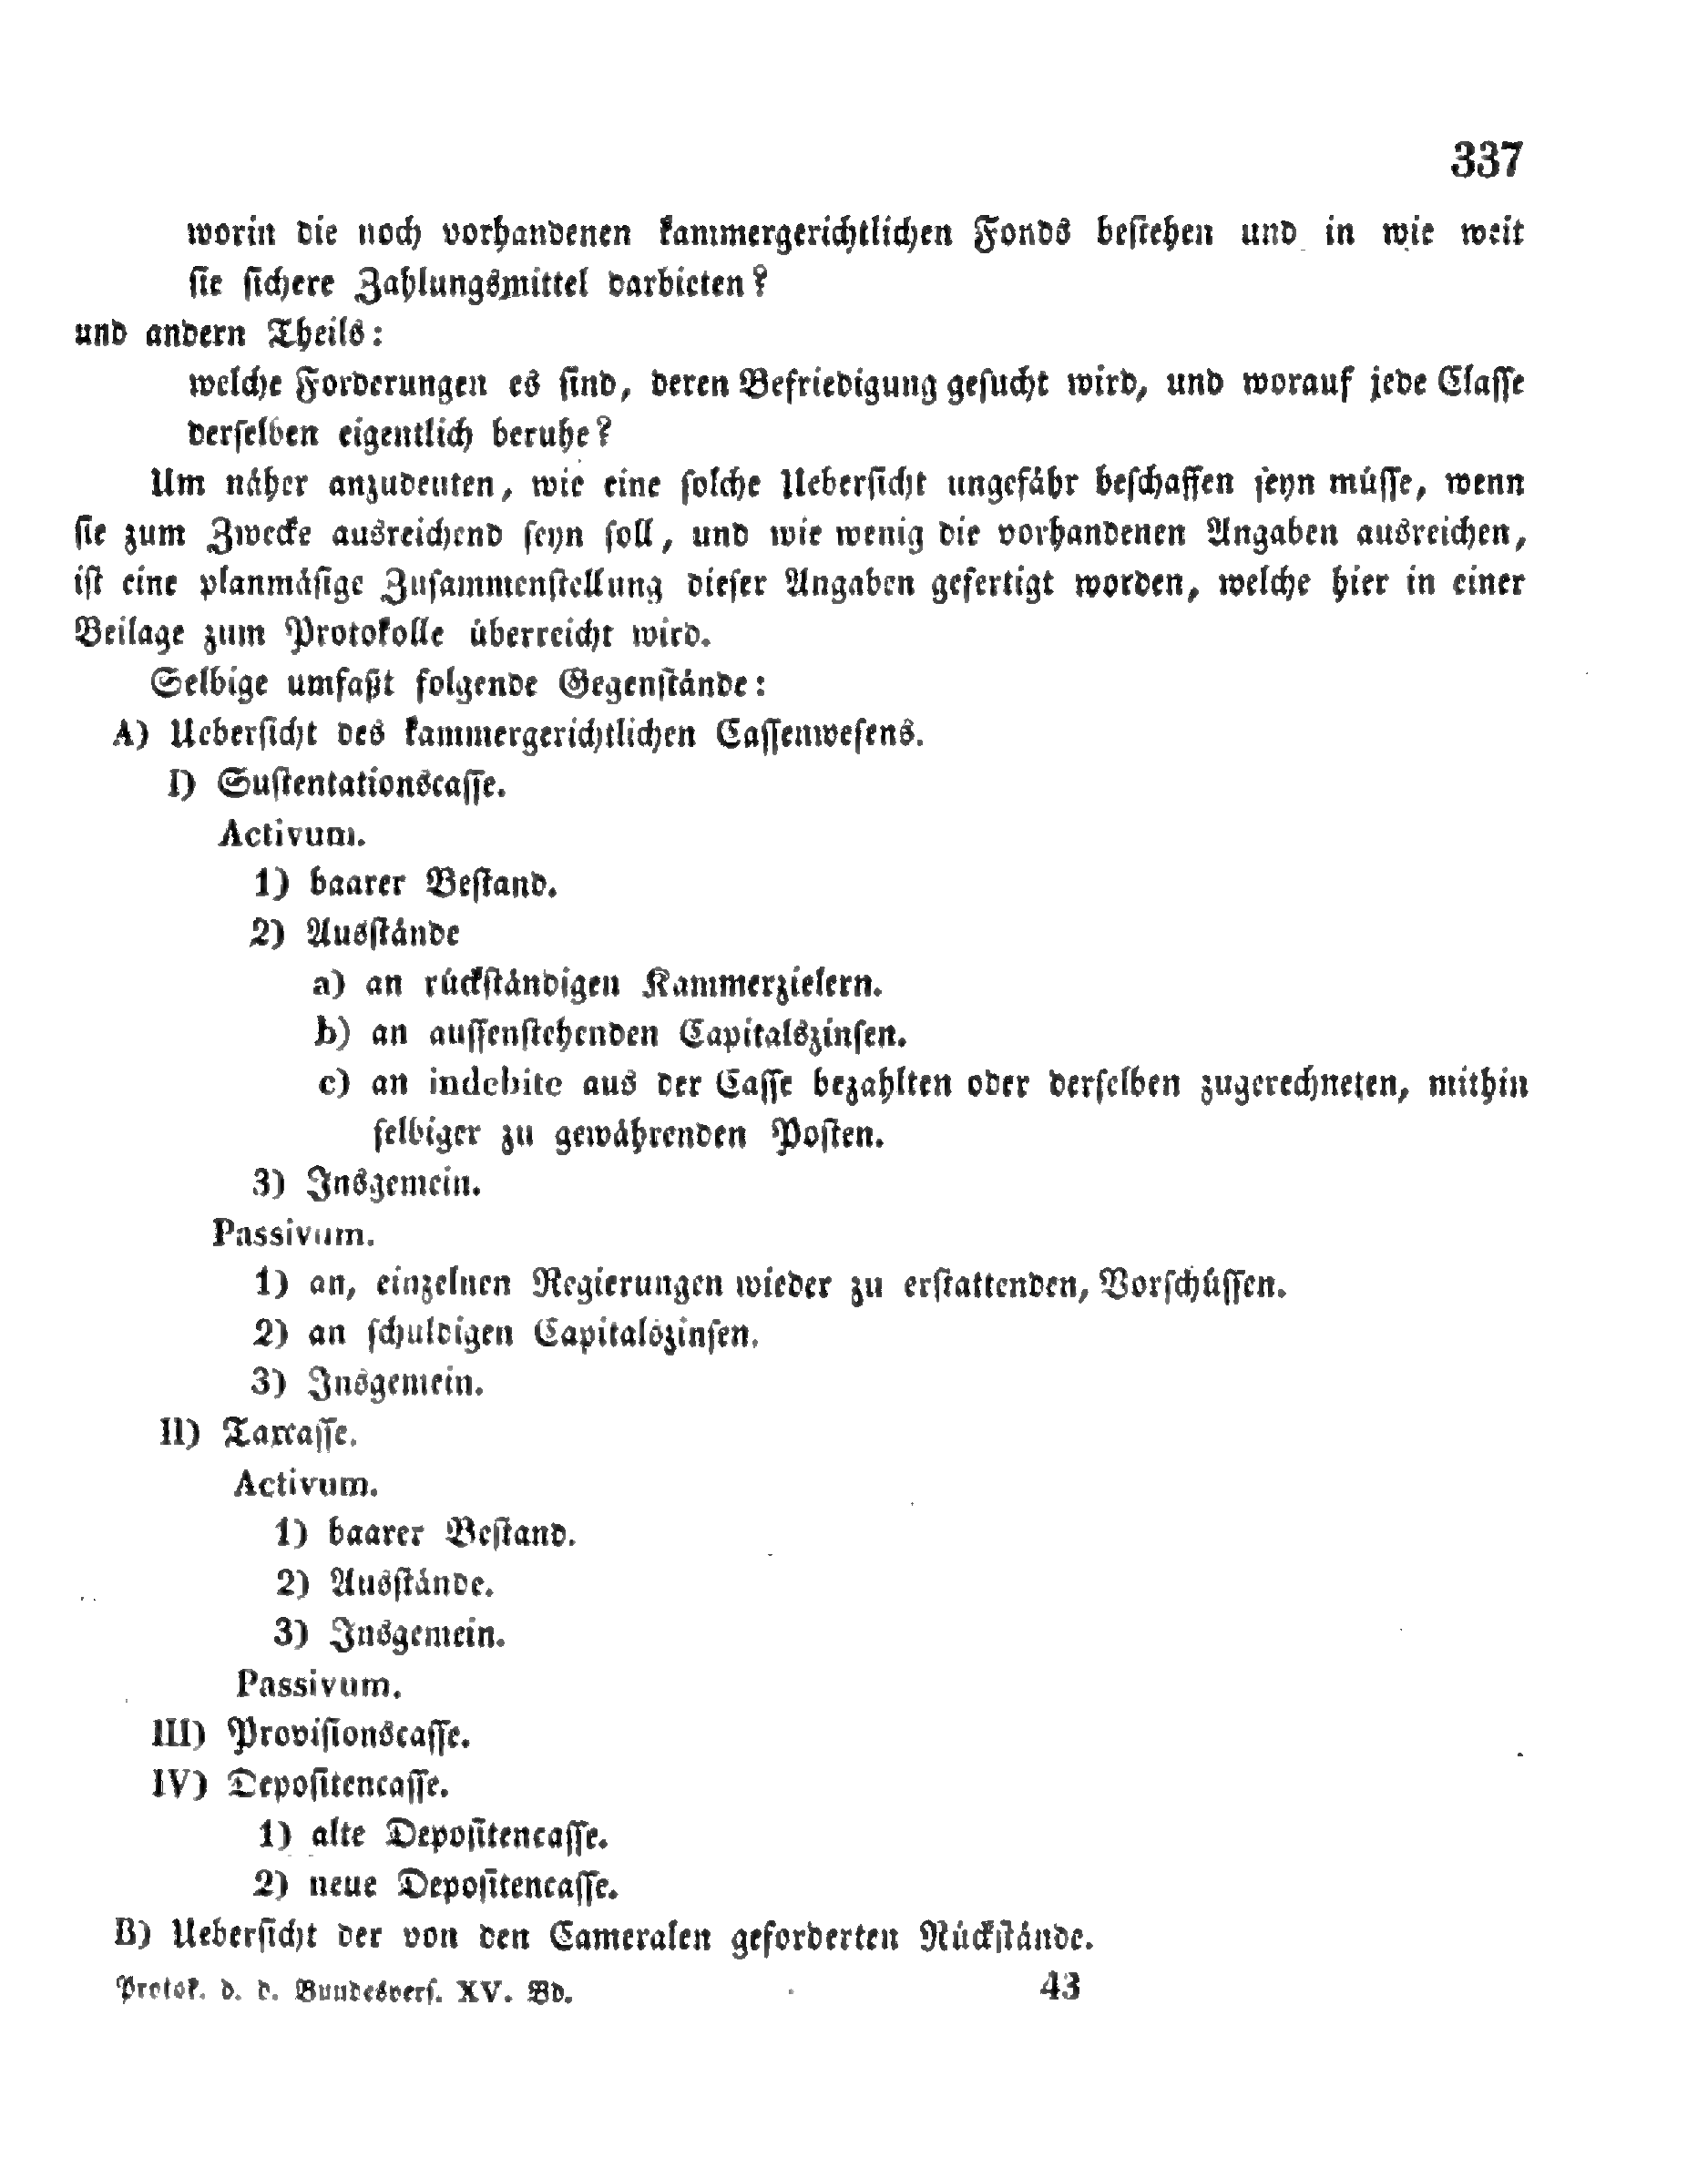 337
worin die noch vorhandenen kammergerichtlichen Fonds bestehen und in wie weit
sie sichere Zahlungsmittel darbieten?
und andern Theils:
welche Forderungen es sind, deren Befriedigung gesucht wird, und worauf jede Classe
derselben eigentlich beruhe?
Um näher anzudeuten, wie eine solche Uebersicht ungefähr beschaffen seyn müsse, wenn
sie zum Zwecke ausreichend seyn soll, und wie wenig die vorhandenen Angaben ausreichen,
ist eine planmäsige Zusammenstellung dieser Angaben gefertigt worden, welche hier in einer
Beilage zum Protokolle überreicht wird.
Selbige umfaßt folgende Gegenstände:
A) Uebersicht des kammergerichtlichen Cassenwesens.
I) Sustentationscasse.
Activum.
1) baarer Bestand.
2) Ausstände
a) an rückständigen Kammerzielern.
b) an aussenstehenden Capitalszinsen.
c) an indebite aus der Casse bezahlten oder derselben zugerechneten, mithin
selbiger zu gewährenden Posten.
3) Insgemein.
Passivum.
1) an, einzelnen Regierungen wieder zu erstattenden, Vorschüssen.
2) an schuldigen Capitalszinsen.
3) Insgemein.
II) Taxcasse.
Activum.
1) baarer Bestand.
2) Ausstände.
3) Insgemein.
Passivum.
III) Provisionscasse.
IV) Depositencasse.
1) alte Depositencasse.
2) neue Depositencasse.
B) Uebersicht der von den Cameralen geforderten Rückstände.
Protok. d. d. Bundesvers. XV. Bd. 43